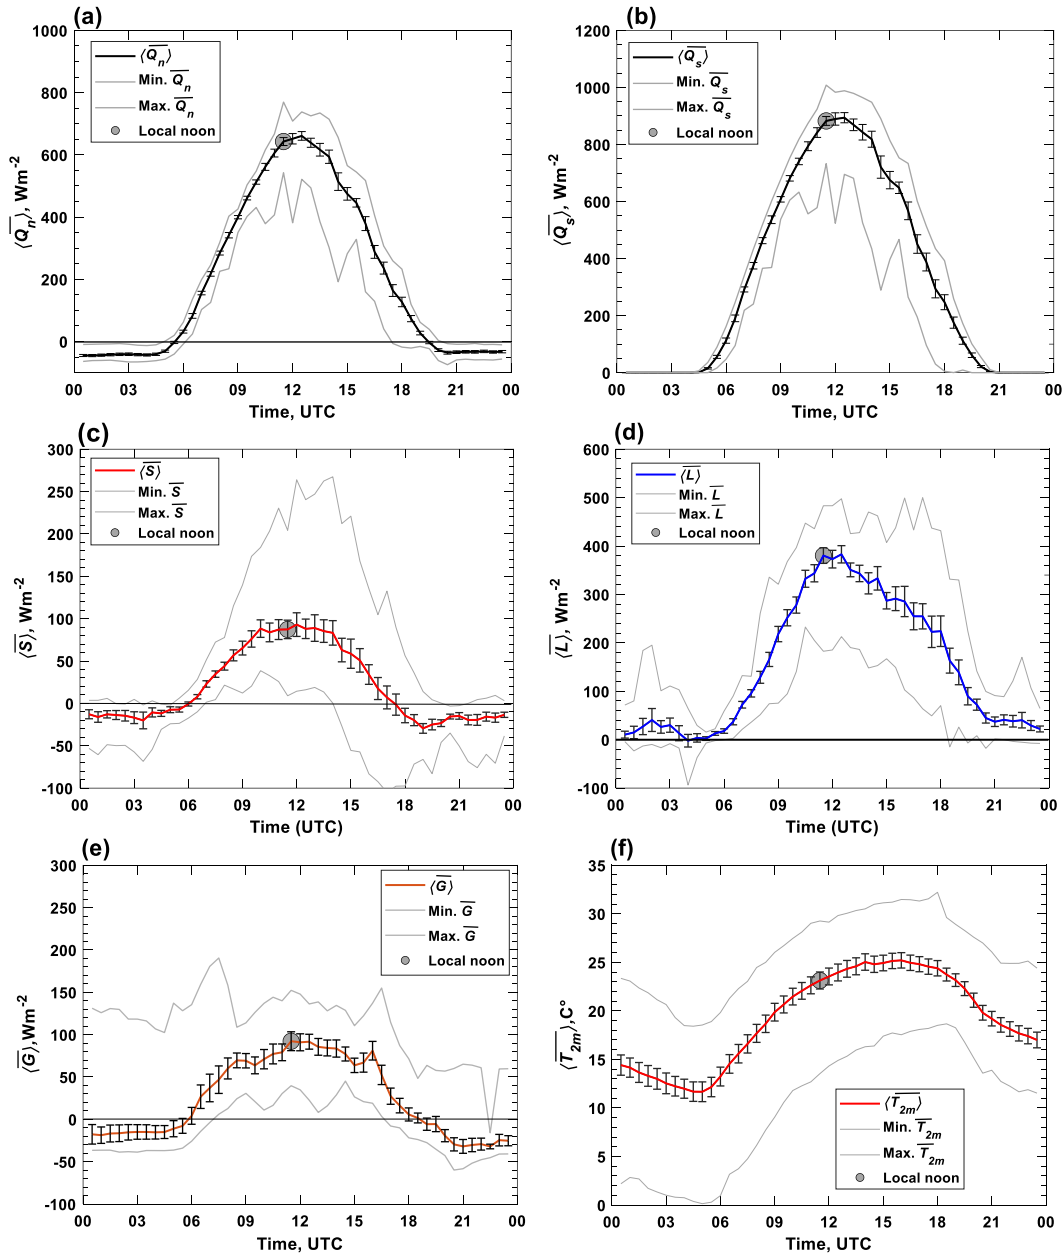 (a)
1000
800
600
400
200
0
⟨Q̅n⟩, Wm-2
⟨Q̅n⟩
Min. Q̅n
Max. Q̅n
Local noon
00 03 06 09 12 15 18 21 00
Time, UTC
(b)
1200
1000
800
600
400
200
0
⟨Q̅s⟩, Wm-2
⟨Q̅s⟩
Min. Q̅s
Max. Q̅s
Local noon
00 03 06 09 12 15 18 21 00
Time, UTC
(c)
300
250
200
150
100
50
0
-50
-100
⟨S̅⟩, Wm-2
⟨S̅⟩
Min. S̅
Max. S̅
Local noon
00 03 06 09 12 15 18 21 00
Time (UTC)
(d)
600
500
400
300
200
100
0
-100
⟨L̅⟩, Wm-2
⟨L̅⟩
Min. L̅
Max. L̅
Local noon
00 03 06 09 12 15 18 21 00
Time (UTC)
(e)
300
250
200
150
100
50
0
-50
-100
⟨G̅⟩,Wm-2
⟨G̅⟩
Min. G̅
Max. G̅
Local noon
00 03 06 09 12 15 18 21 00
Time, UTC
(f)
35
30
25
20
15
10
5
0
⟨T̅2m⟩,C°
⟨T̅2m⟩
Min. T̅2m
Max. T̅2m
Local noon
00 03 06 09 12 15 18 21 00
Time, UTC